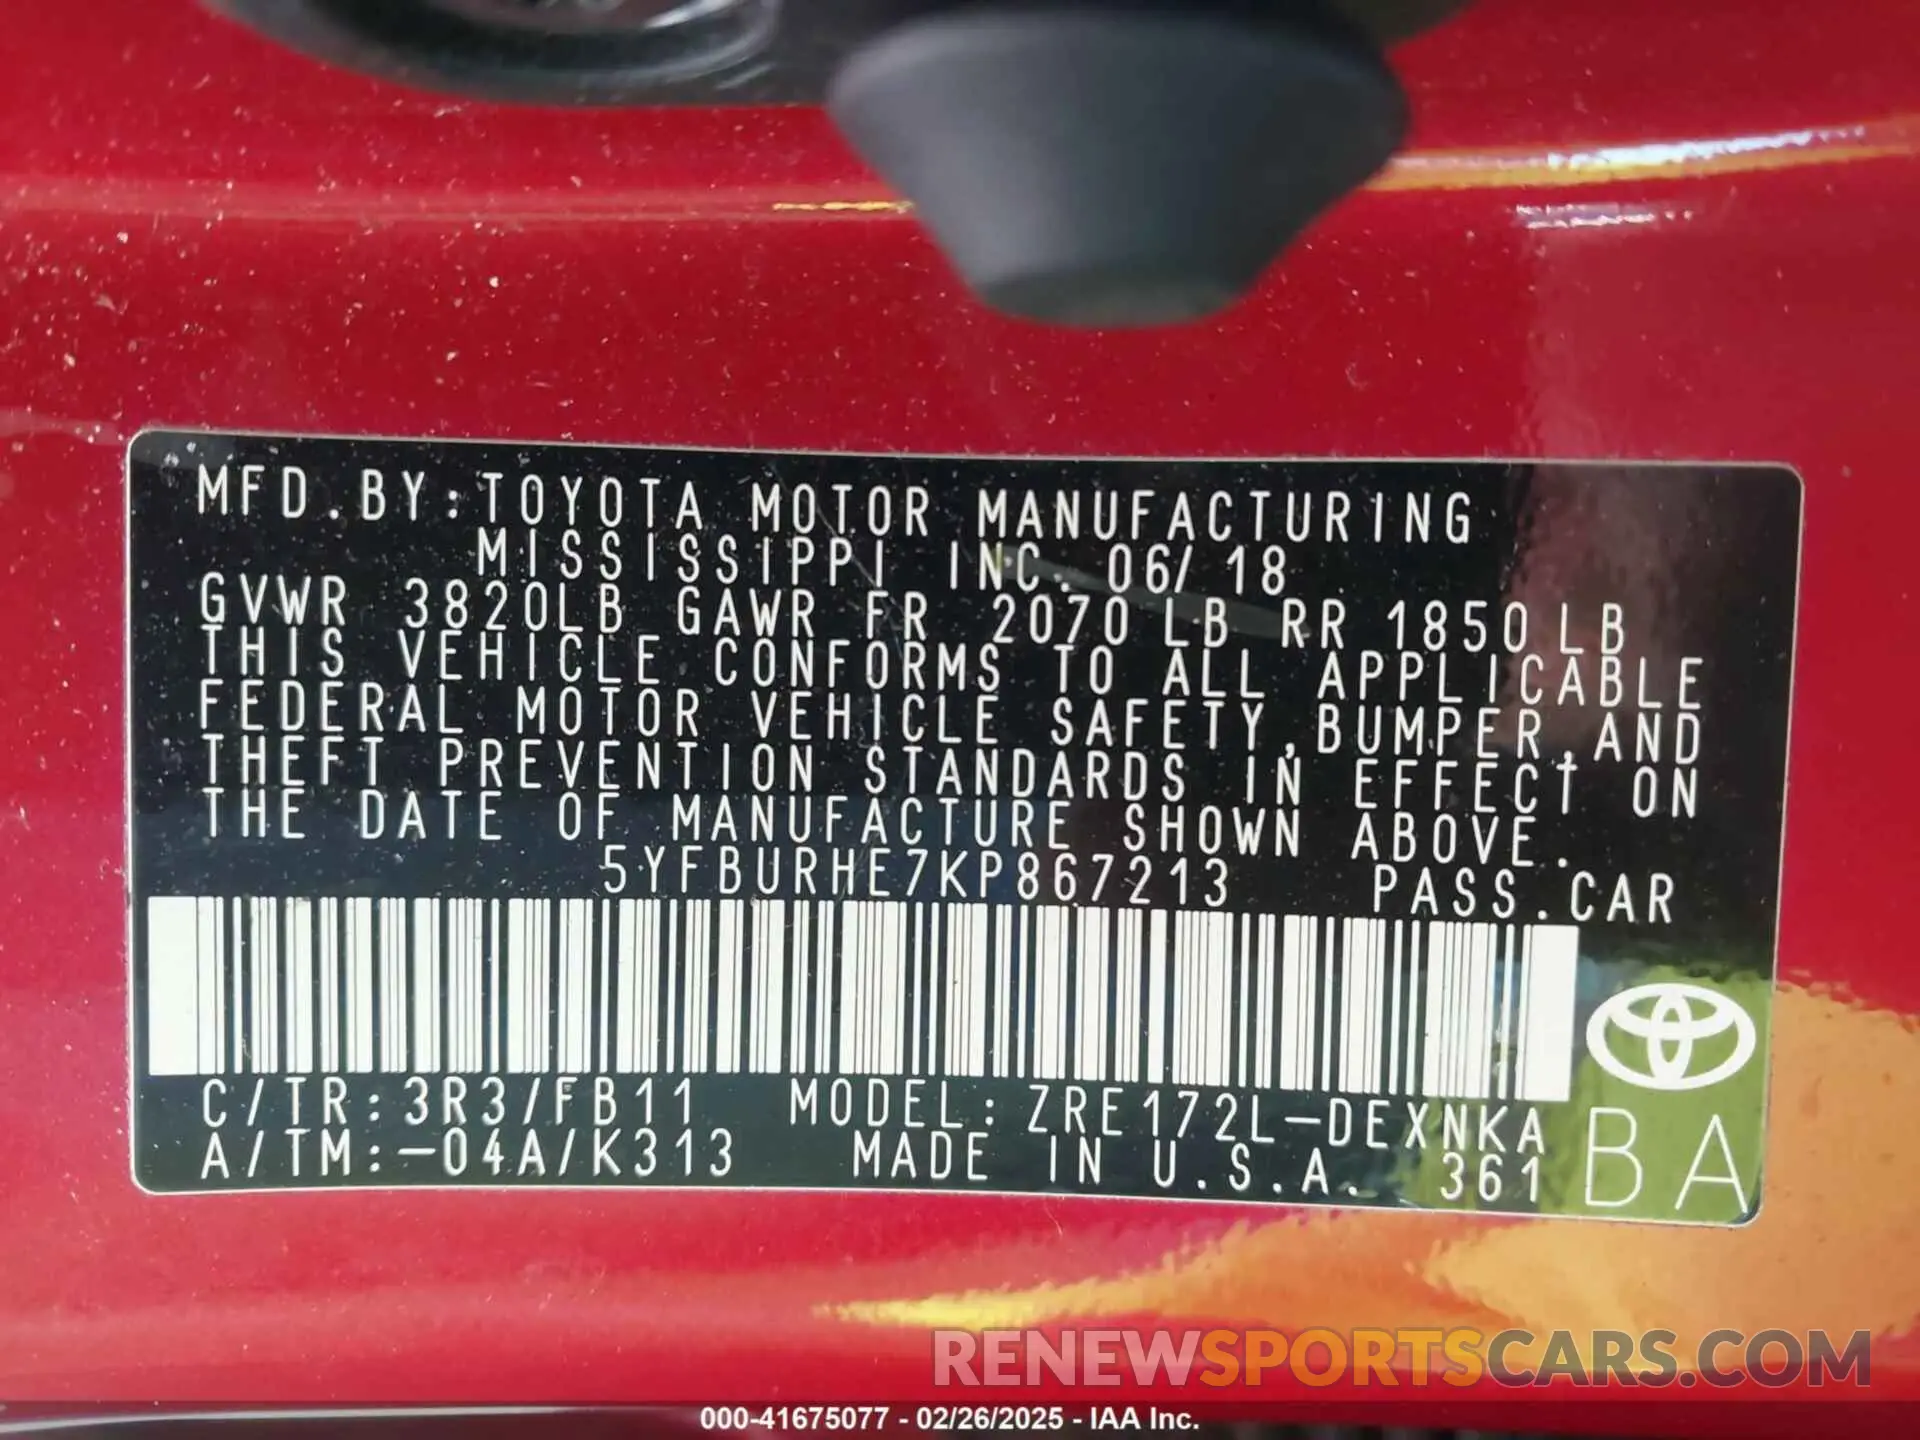 MFD.BY:TOYOTA MOTOR MANUFACTURING
MISSISSIPPI INC. 06/18
GVWR 3820LB GAWR FR 2070LB RR 1850LB
THIS VEHICLE CONFORMS TO ALL APPLICABLE
FEDERAL MOTOR VEHICLE SAFETY,BUMPER,AND
THEFT PREVENTION STANDARDS IN EFFECT ON
THE DATE OF MANUFACTURE SHOWN ABOVE.
5YFBURHE7KP867213 PASS.CAR
C/TR:3R3/FB11 MODEL:ZRE172L-DEXNKA
A/TM:-04A/K313 MADE IN U.S.A. 361
BA
RENEWSPORTSCARS.COM
000-41675077 - 02/26/2025 - IAA Inc.